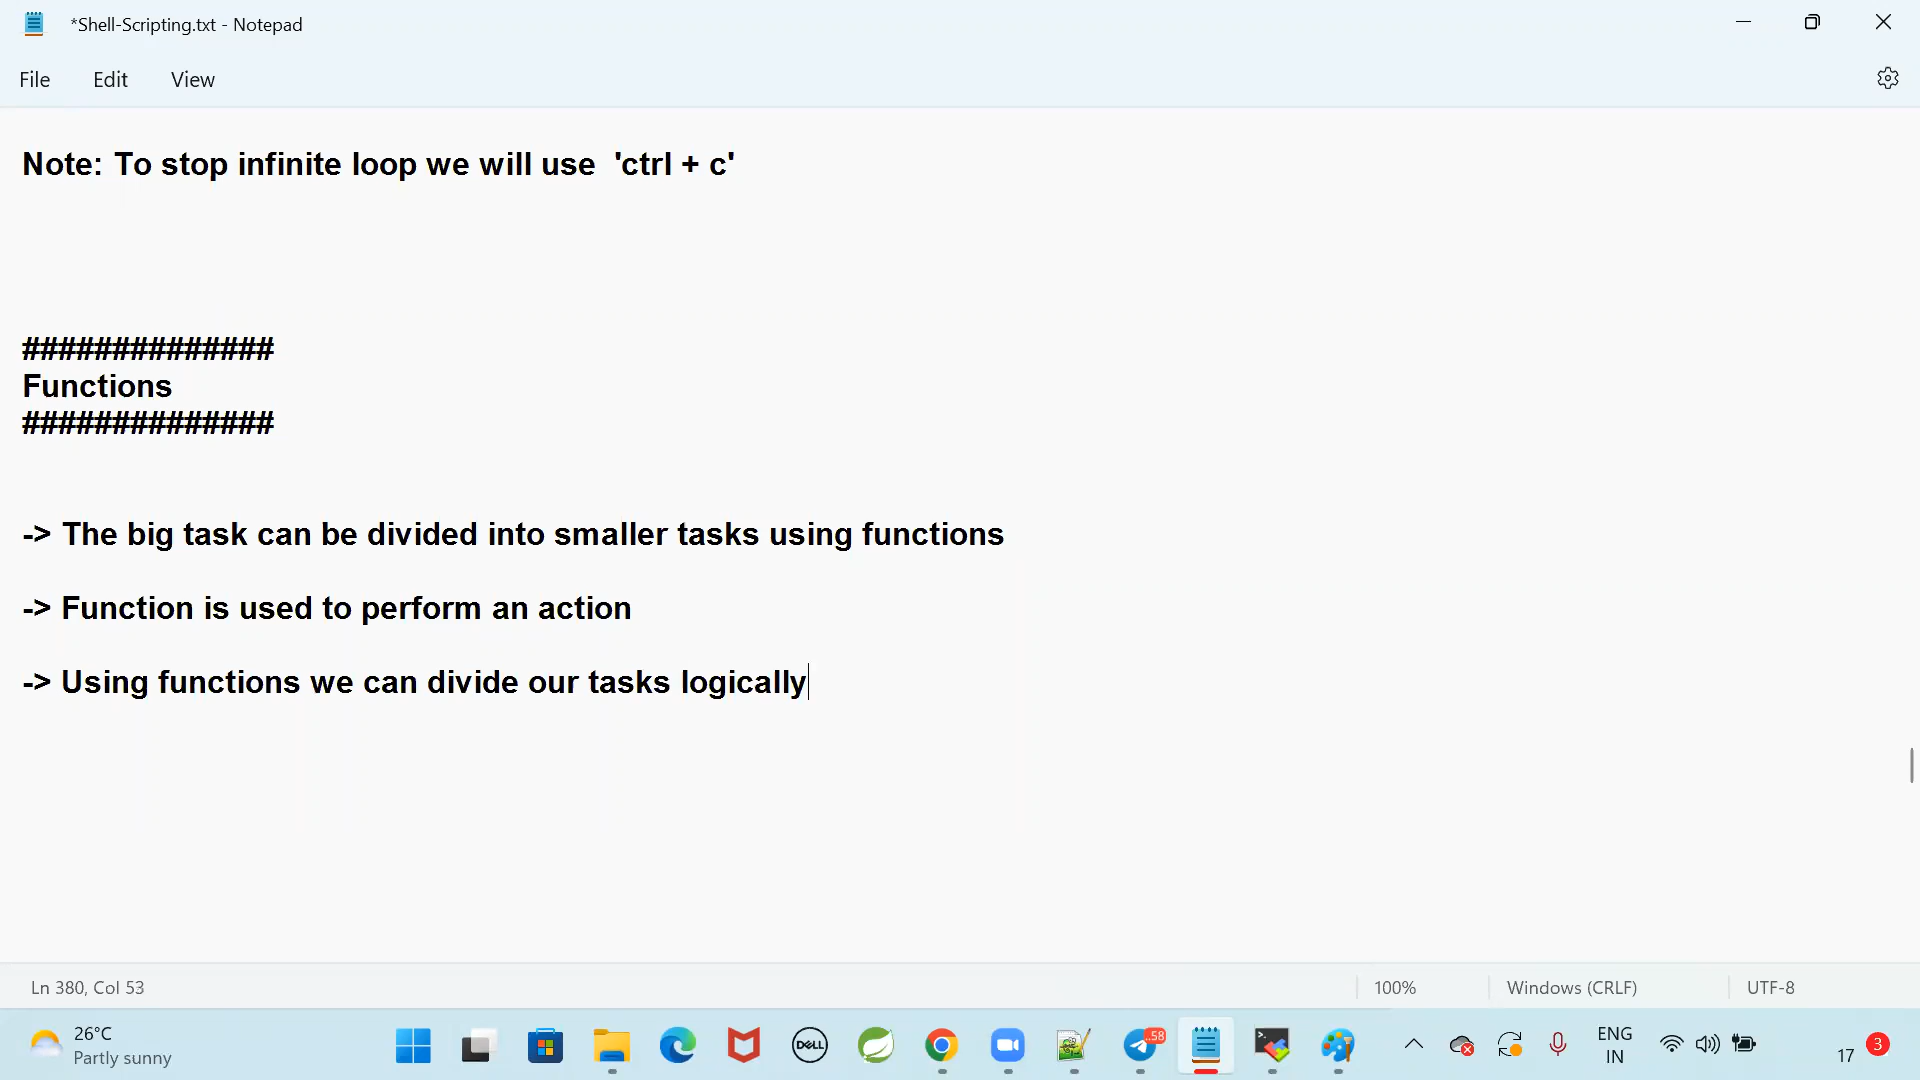 *Shell-Scripting.txt - Notepad
File Edit View
Note: To stop infinite loop we will use  'ctrl + c'
##############
Functions
##############
-> The big task can be divided into smaller tasks using functions
-> Function is used to perform an action
-> Using functions we can divide our tasks logically
Ln 380, Col 53 100% Windows (CRLF) UTF-8
26°C
Partly sunny
DELL
..58
ENG
IN
17
3